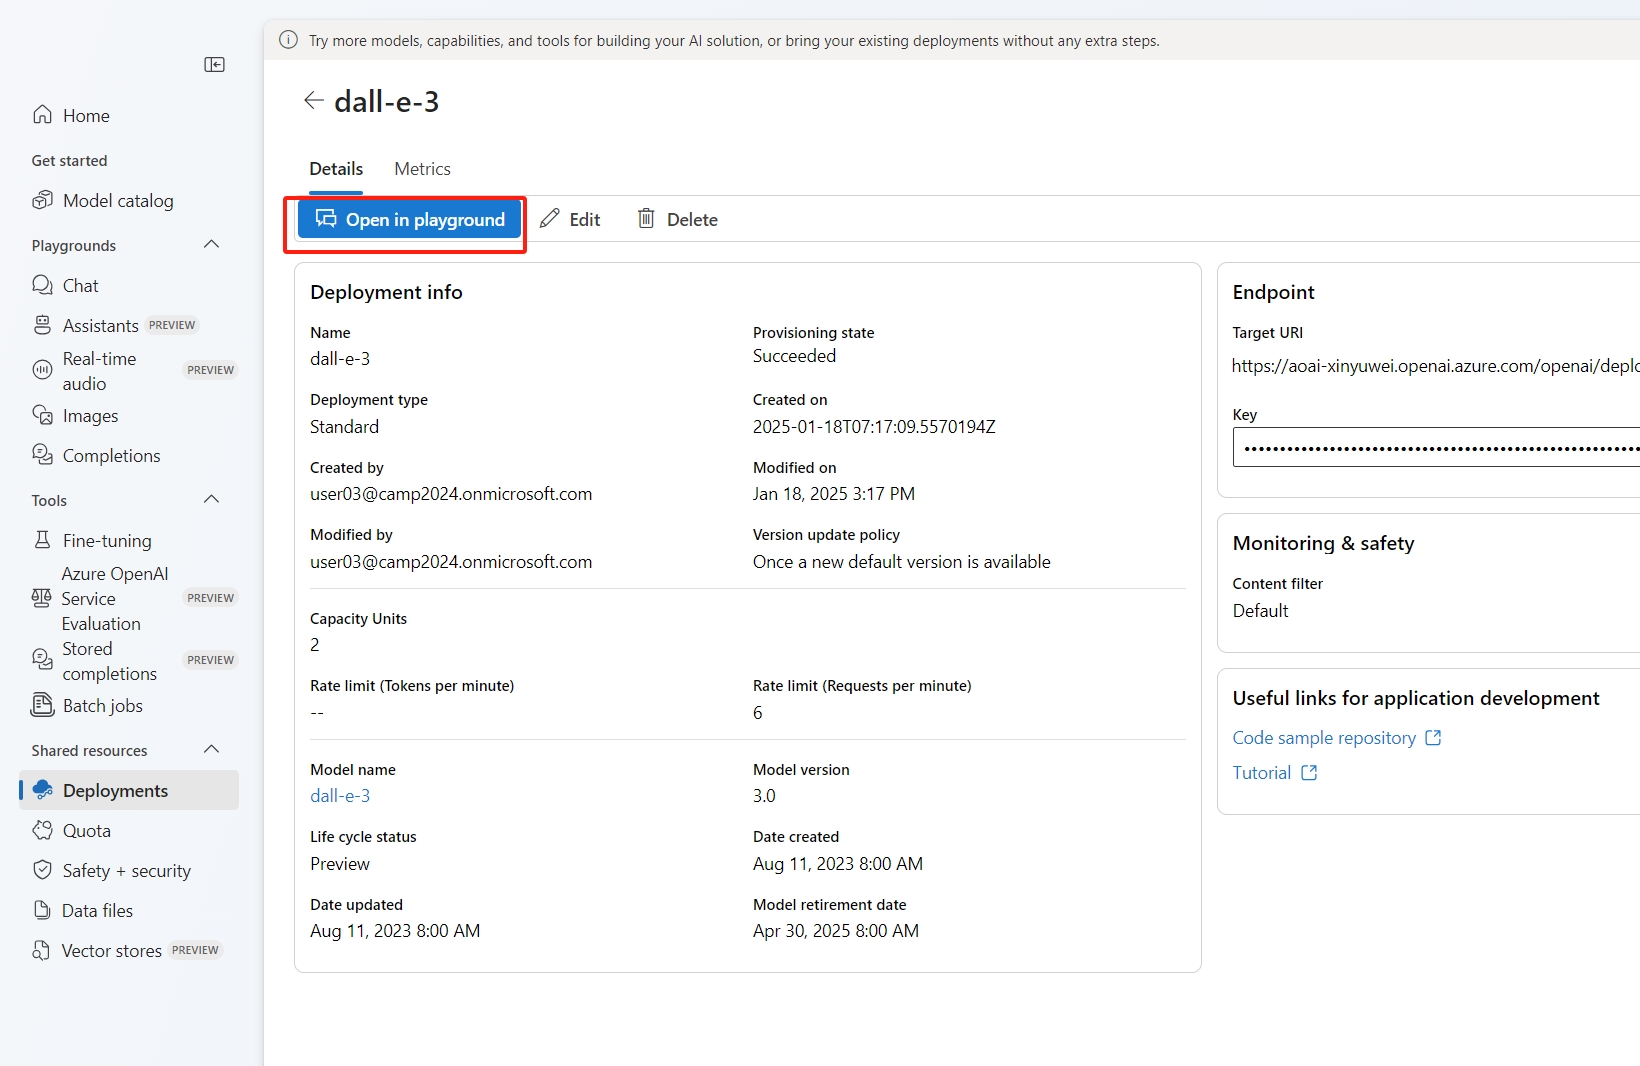 Try more models, capabilities, and tools for building your AI solution, or bring your existing deployments without any extra steps.
Home
Get started
Model catalog
Playgrounds
Chat
Assistants PREVIEW
Real-time
audio
PREVIEW
Images
Completions
Tools
Fine-tuning
Azure OpenAI
Service
Evaluation
PREVIEW
Stored
completions
PREVIEW
Batch jobs
Shared resources
Deployments
Quota
Safety + security
Data files
Vector stores PREVIEW
dall-e-3
Details Metrics
Open in playground Edit Delete
Deployment info
Name
dall-e-3
Provisioning state
Succeeded
Deployment type
Standard
Created on
2025-01-18T07:17:09.5570194Z
Created by
user03@camp2024.onmicrosoft.com
Modified on
Jan 18, 2025 3:17 PM
Modified by
user03@camp2024.onmicrosoft.com
Version update policy
Once a new default version is available
Capacity Units
2
Rate limit (Tokens per minute)
--
Rate limit (Requests per minute)
6
Model name
dall-e-3
Model version
3.0
Life cycle status
Preview
Date created
Aug 11, 2023 8:00 AM
Date updated
Aug 11, 2023 8:00 AM
Model retirement date
Apr 30, 2025 8:00 AM
Endpoint
Target URI
https://aoai-xinyuwei.openai.azure.com/openai/deplo
Key
Monitoring & safety
Content filter
Default
Useful links for application development
Code sample repository
Tutorial